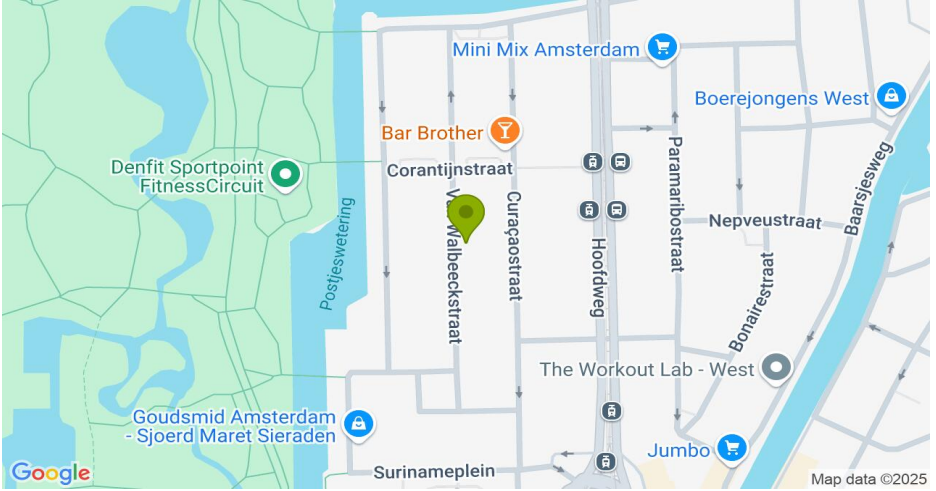 Mini Mix Amsterdam
Boerejongens West
Bar Brother
Denfit Sportpoint
FitnessCircuit
Corantijnstraat
Van Walbeeckstraat
Curaçaostraat
Hoofdweg
Paramaribostraat
Nepveustraat
Baarsjesweg
Bonairestraat
Postjeswetering
The Workout Lab - West
Goudsmid Amsterdam
- Sjoerd Maret Sieraden
Jumbo
Surinameplein
Google
Map data ©2025